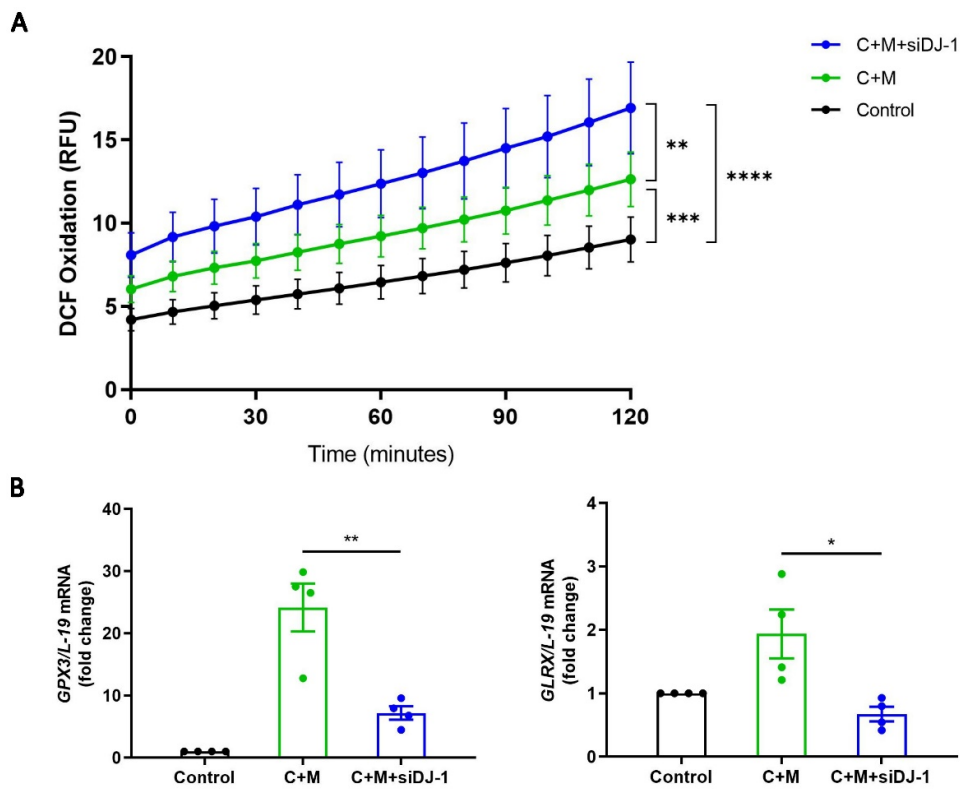 A
C+M+siDJ-1
C+M
Control
DCF Oxidation (RFU)
20
15
10
5
0
**
***
****
0 30 60 90 120
Time (minutes)
B
GPX3/L-19 mRNA
(fold change)
40
30
20
10
0
**
Control C+M C+M+siDJ-1
GLRX/L-19 mRNA
(fold change)
4
3
2
1
0
*
Control C+M C+M+siDJ-1